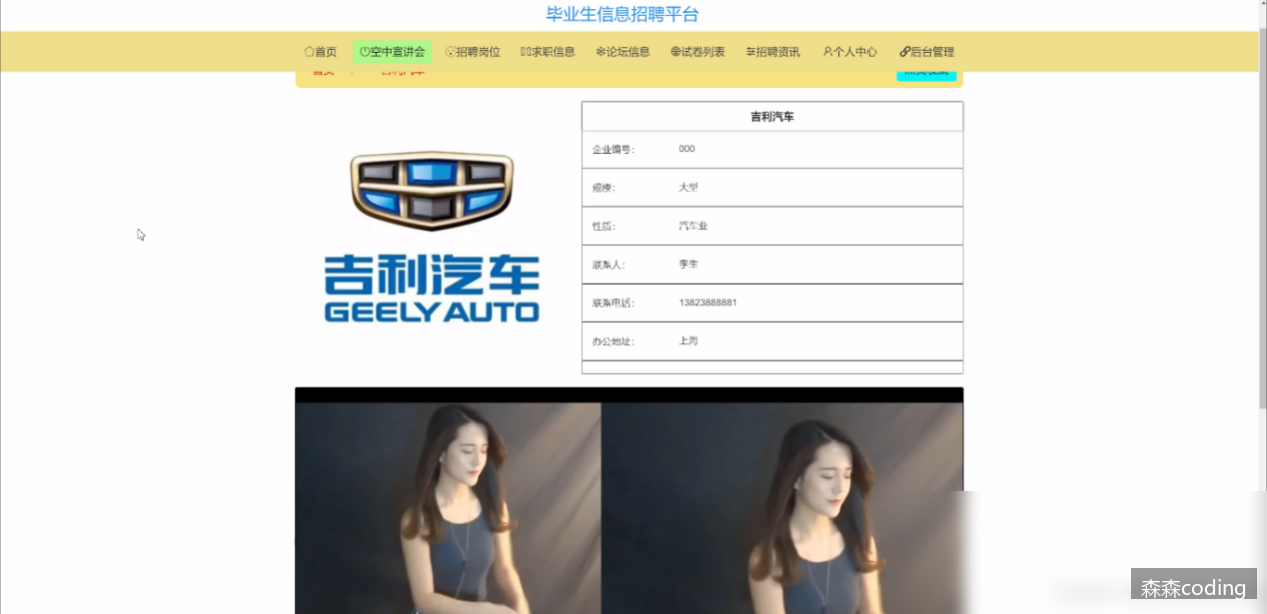 毕业生信息招聘平台
首页 空中宣讲会 招聘岗位 求职信息 论坛信息 试卷列表 招聘资讯 个人中心 后台管理
吉利汽车
企业编号： 000
规模： 大型
性质： 汽车业
联系人： 李生
联系电话： 13823888881
办公地址： 上海
吉利汽车
GEELY AUTO
森森coding